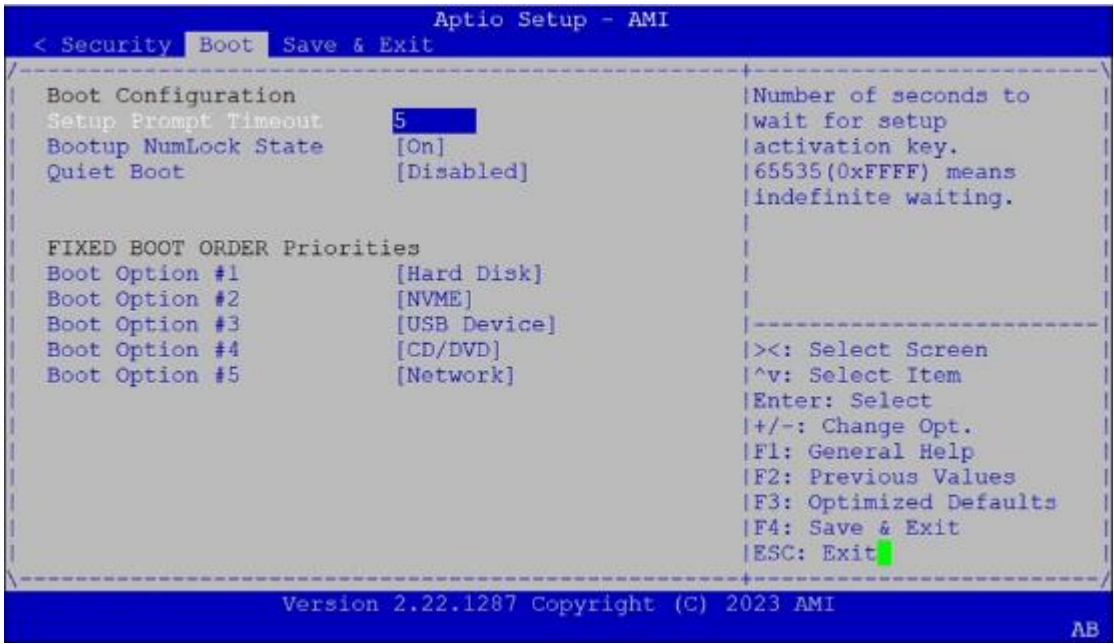 Aptio Setup - AMI
< Security Boot Save & Exit
Boot Configuration
Setup Prompt Timeout 5
Bootup NumLock State [On]
Quiet Boot [Disabled]
FIXED BOOT ORDER Priorities
Boot Option #1 [Hard Disk]
Boot Option #2 [NVME]
Boot Option #3 [USB Device]
Boot Option #4 [CD/DVD]
Boot Option #5 [Network]
Number of seconds to
wait for setup
activation key.
65535(0xFFFF) means
indefinite waiting.
><: Select Screen
^v: Select Item
Enter: Select
+/-: Change Opt.
F1: General Help
F2: Previous Values
F3: Optimized Defaults
F4: Save & Exit
ESC: Exit
Version 2.22.1287 Copyright (C) 2023 AMI
AB